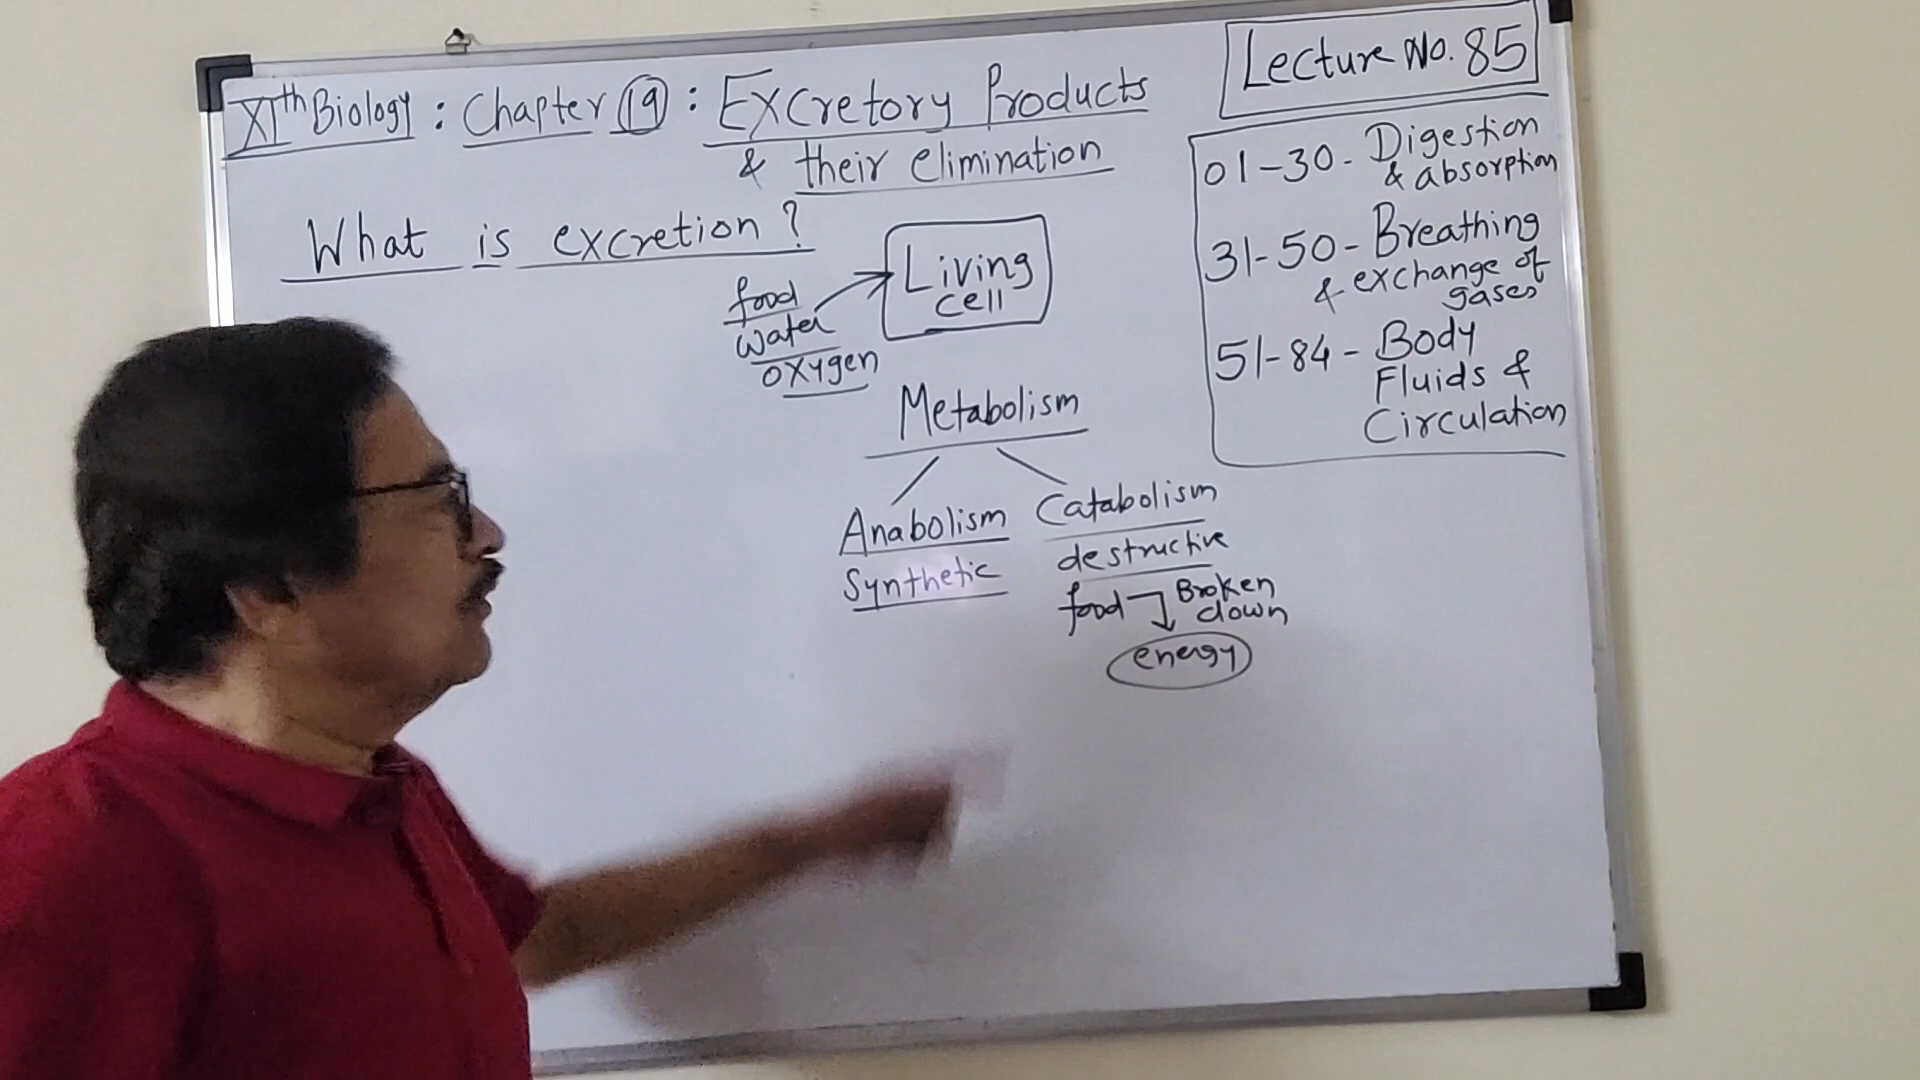 XIth Biology : Chapter 19 : Excretory Products
& their elimination
Lecture No. 85
01-30- Digestion
& absorption
31-50- Breathing
& exchange of
gases
51-84- Body
Fluids &
Circulation
What is excretion?
Living
cell
food
water
oxygen
Metabolism
Anabolism
Synthetic
Catabolism
destructive
food Broken
down
energy